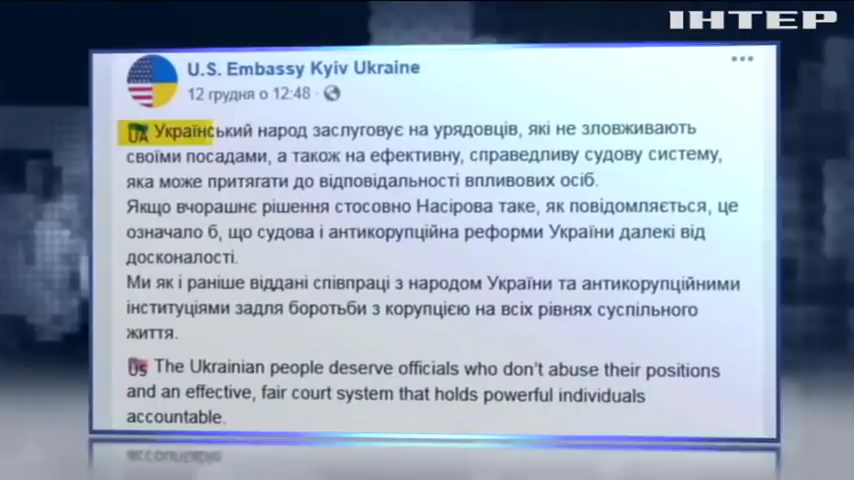 ІНТЕР
U.S. Embassy Kyiv Ukraine
12 грудня о 12:48 ·
UA Український народ заслуговує на урядовців, які не зловживають
своїми посадами, а також на ефективну, справедливу судову систему,
яка може притягати до відповідальності впливових осіб.
Якщо вчорашнє рішення стосовно Насірова таке, як повідомляється, це
означало б, що судова і антикорупційна реформи України далекі від
досконалості.
Ми як і раніше віддані співпраці з народом України та антикорупційними
інституціями задля боротьби з корупцією на всіх рівнях суспільного
життя.
US The Ukrainian people deserve officials who don't abuse their positions
and an effective, fair court system that holds powerful individuals
accountable.